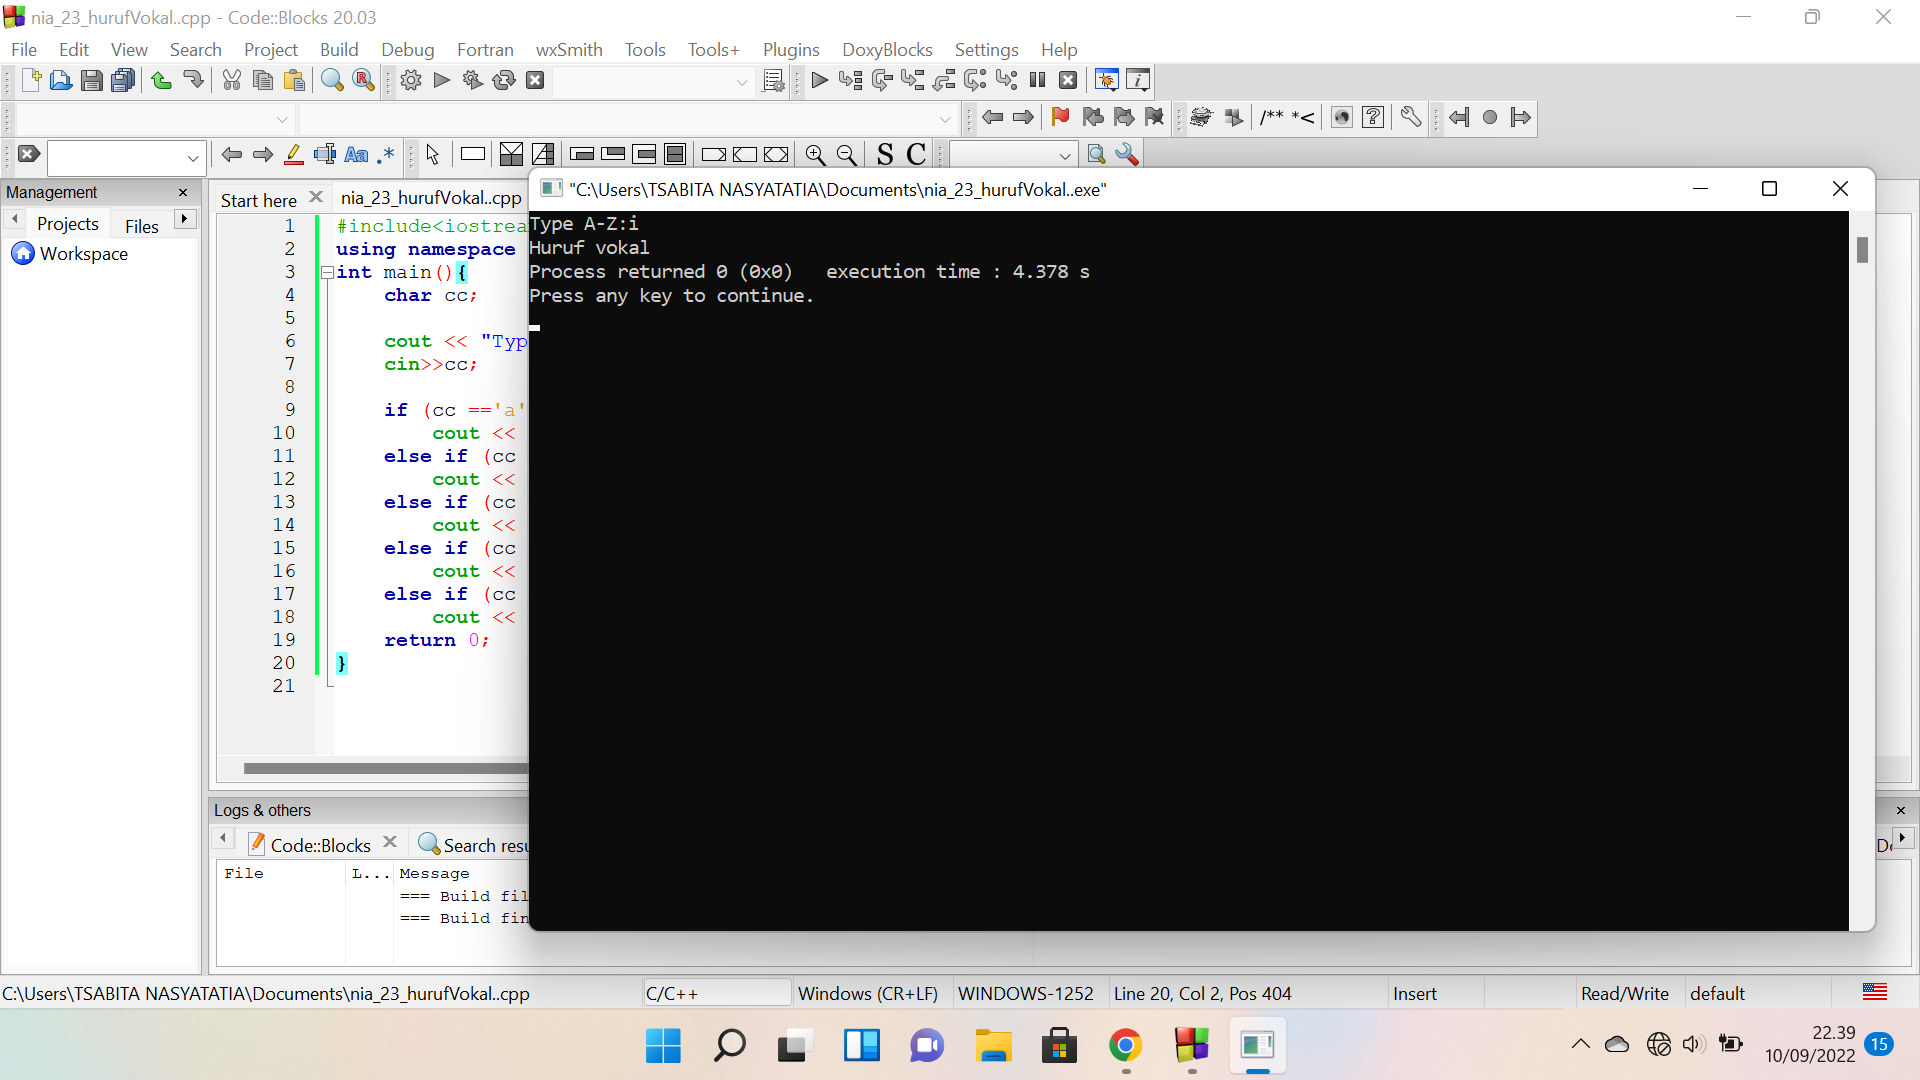 nia_23_hurufVokal..cpp - Code::Blocks 20.03
File Edit View Search Project Build Debug Fortran wxSmith Tools Tools+ Plugins DoxyBlocks Settings Help
/** *<
Aa .* S C
Management
Projects Files
Workspace
Start here nia_23_hurufVokal..cpp
1 #include<iostrea
2 using namespace
3 int main(){
4 char cc;
5
6 cout << "Typ
7 cin>>cc;
8
9 if (cc =='a'
10 cout <<
11 else if (cc
12 cout <<
13 else if (cc
14 cout <<
15 else if (cc
16 cout <<
17 else if (cc
18 cout <<
19 return 0;
20 }
21
"C:\Users\TSABITA NASYATATIA\Documents\nia_23_hurufVokal..exe"
Type A-Z:i
Huruf vokal
Process returned 0 (0x0)   execution time : 4.378 s
Press any key to continue.
Logs & others
Code::Blocks Search resu
File L... Message
=== Build fil
=== Build fin
C:\Users\TSABITA NASYATATIA\Documents\nia_23_hurufVokal..cpp C/C++ Windows (CR+LF) WINDOWS-1252 Line 20, Col 2, Pos 404 Insert Read/Write default
22.39
10/09/2022
15